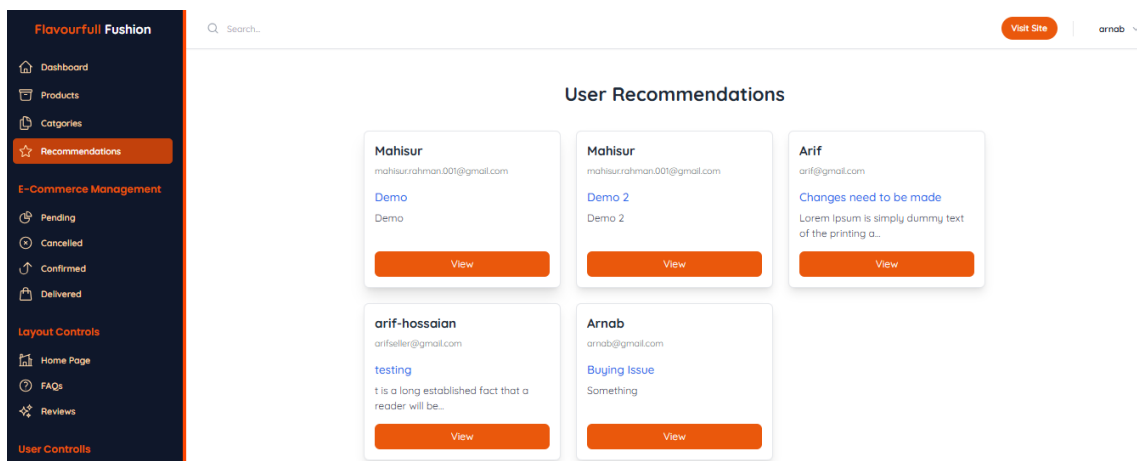 Flavourfull Fushion
Search..
Visit Site
arnab
Dashboard
Products
Catgories
Recommendations
E-Commerce Management
Pending
Cancelled
Confirmed
Delivered
Layout Controls
Home Page
FAQs
Reviews
User Controlls
User Recommendations
Mahisur
mahisur.rahman.001@gmail.com
Demo
Demo
View
Mahisur
mahisur.rahman.001@gmail.com
Demo 2
Demo 2
View
Arif
arif@gmail.com
Changes need to be made
Lorem Ipsum is simply dummy text
of the printing a...
View
arif-hossaian
arifseller@gmail.com
testing
t is a long established fact that a
reader will be...
View
Arnab
arnab@gmail.com
Buying Issue
Something
View